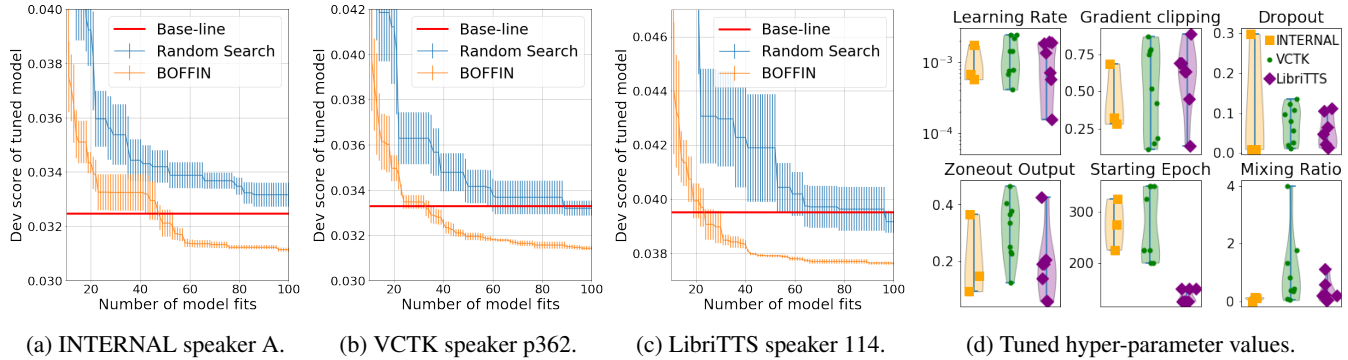 Dev score of tuned model
0.040
0.038
0.036
0.034
0.032
0.030
Base-line
Random Search
BOFFIN
20 40 60 80 100
Number of model fits
(a) INTERNAL speaker A.
Dev score of tuned model
0.042
0.040
0.038
0.036
0.034
0.032
0.030
Base-line
Random Search
BOFFIN
20 40 60 80 100
Number of model fits
(b) VCTK speaker p362.
Dev score of tuned model
0.046
0.044
0.042
0.040
0.038
Base-line
Random Search
BOFFIN
20 40 60 80 100
Number of model fits
(c) LibriTTS speaker 114.
Learning Rate
10⁻³
10⁻⁴
Gradient clipping
0.75
0.50
0.25
Dropout
0.3
0.2
0.1
0.0
INTERNAL
VCTK
LibriTTS
Zoneout Output
0.4
0.2
Starting Epoch
300
200
Mixing Ratio
4
2
0
(d) Tuned hyper-parameter values.